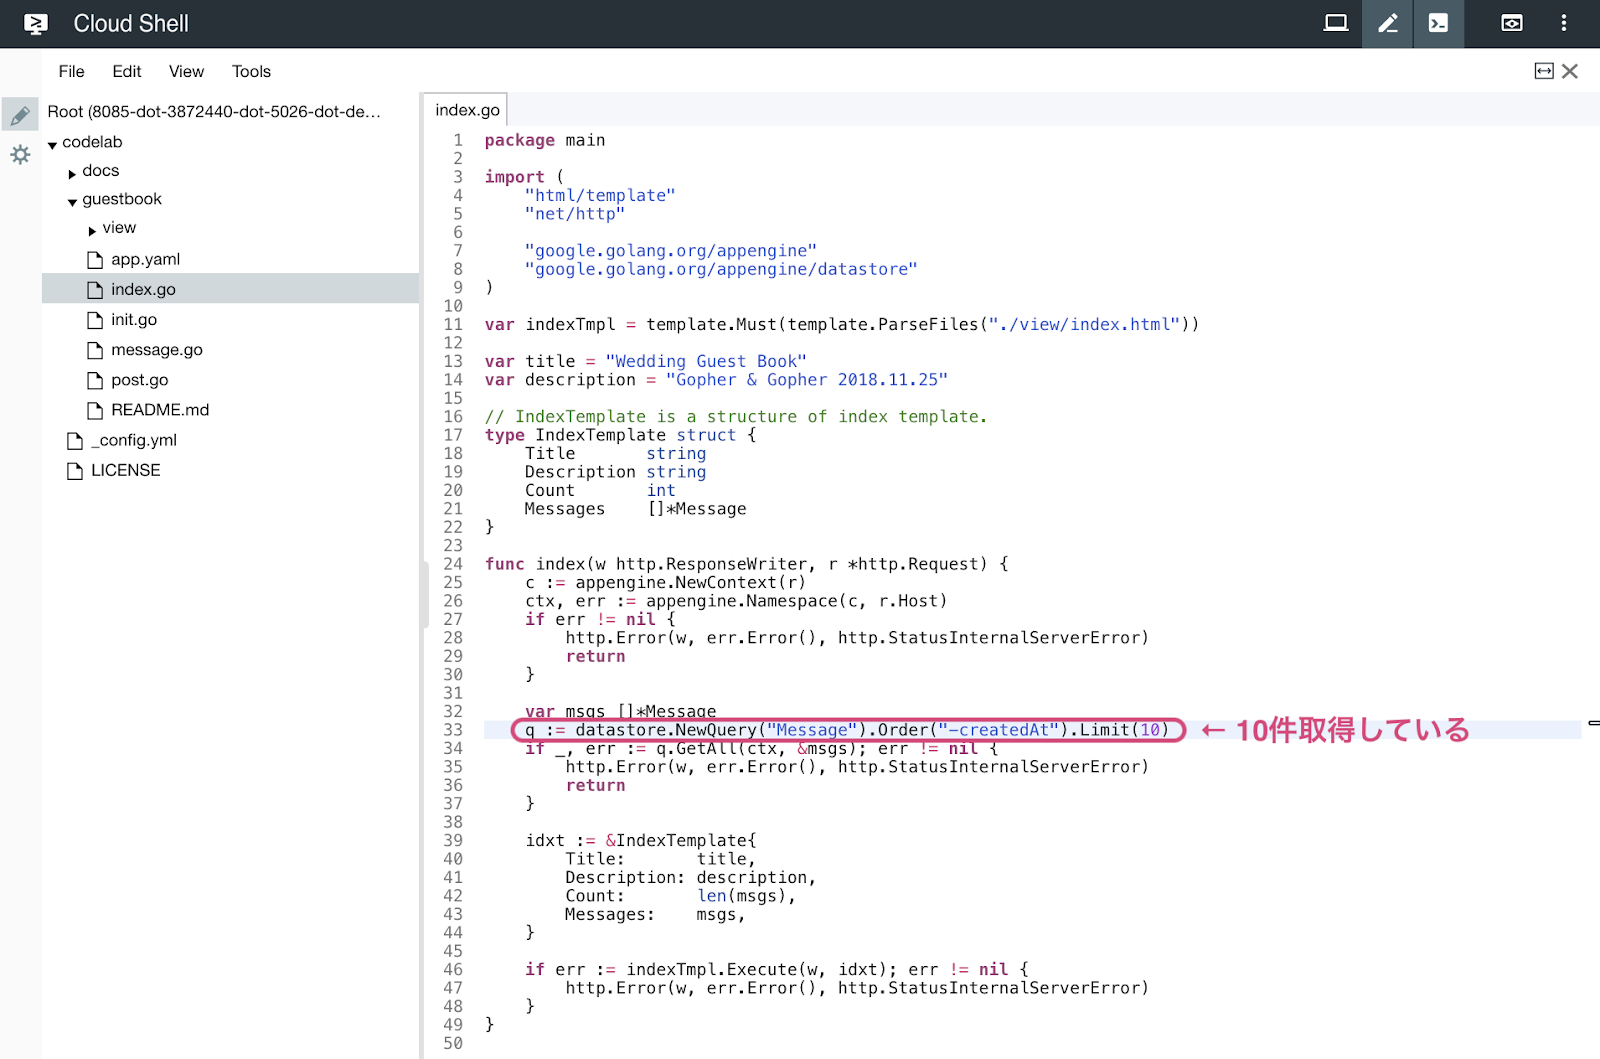 Cloud Shell
File Edit View Tools
Root (8085-dot-3872440-dot-5026-dot-de...
codelab
docs
guestbook
view
app.yaml
index.go
init.go
message.go
post.go
README.md
_config.yml
LICENSE
index.go
1 package main
2
3 import (
4     "html/template"
5     "net/http"
6
7     "google.golang.org/appengine"
8     "google.golang.org/appengine/datastore"
9 )
10
11 var indexTmpl = template.Must(template.ParseFiles("./view/index.html"))
12
13 var title = "Wedding Guest Book"
14 var description = "Gopher & Gopher 2018.11.25"
15
16 // IndexTemplate is a structure of index template.
17 type IndexTemplate struct {
18     Title       string
19     Description string
20     Count       int
21     Messages    []*Message
22 }
23
24 func index(w http.ResponseWriter, r *http.Request) {
25     c := appengine.NewContext(r)
26     ctx, err := appengine.Namespace(c, r.Host)
27     if err != nil {
28         http.Error(w, err.Error(), http.StatusInternalServerError)
29         return
30     }
31
32     var msgs []*Message
33     q := datastore.NewQuery("Message").Order("-createdAt").Limit(10) ← 10件取得している
34     if _, err := q.GetAll(ctx, &msgs); err != nil {
35         http.Error(w, err.Error(), http.StatusInternalServerError)
36         return
37     }
38
39     idxt := &IndexTemplate{
40         Title:       title,
41         Description: description,
42         Count:       len(msgs),
43         Messages:    msgs,
44     }
45
46     if err := indexTmpl.Execute(w, idxt); err != nil {
47         http.Error(w, err.Error(), http.StatusInternalServerError)
48     }
49 }
50